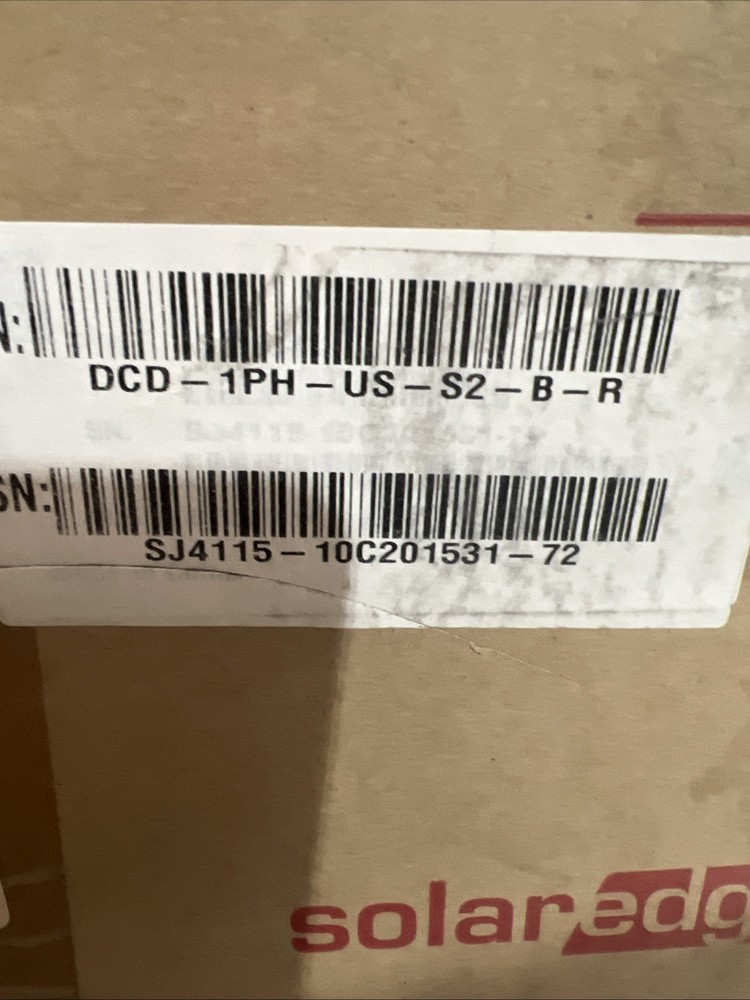 N:
DCD-1PH-US-S2-B-R
SN:
SJ4115-10C201531-72
solaredg